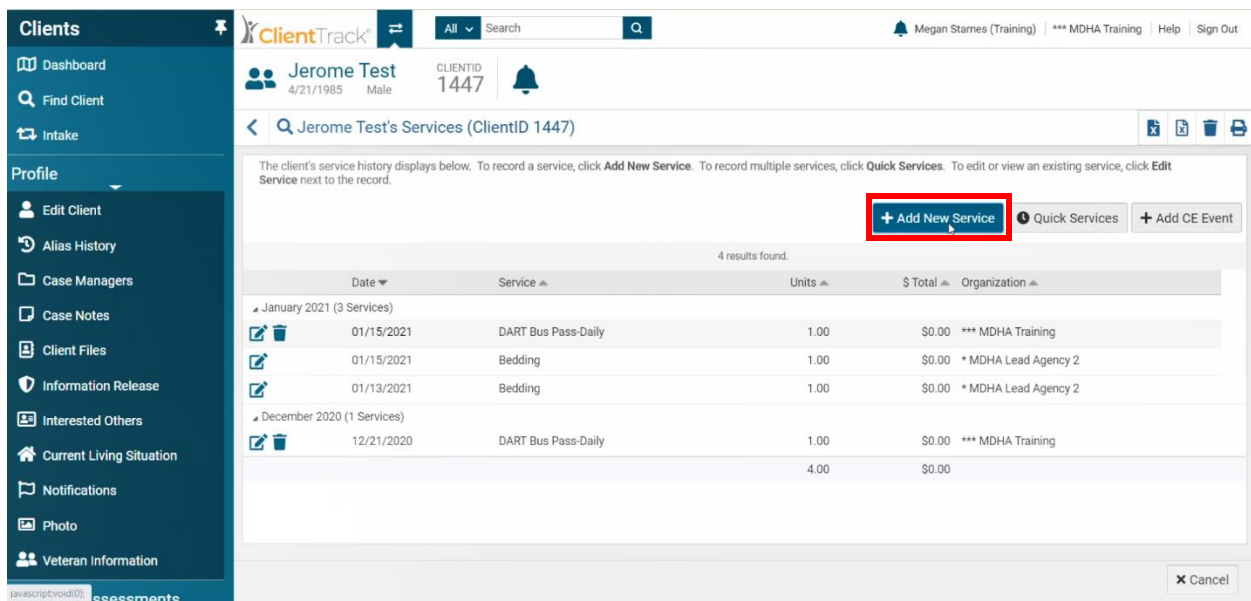 Clients
ClientTrack®
All
Search
Megan Starnes (Training)
*** MDHA Training
Help
Sign Out
Dashboard
Find Client
Intake
Profile
Edit Client
Alias History
Case Managers
Case Notes
Client Files
Information Release
Interested Others
Current Living Situation
Notifications
Photo
Veteran Information
javascript:void(0);
ssessments
Jerome Test
4/21/1985 Male
CLIENTID
1447
Jerome Test's Services (ClientID 1447)
The client's service history displays below. To record a service, click Add New Service. To record multiple services, click Quick Services. To edit or view an existing service, click Edit
Service next to the record.
+ Add New Service
Quick Services
+ Add CE Event
4 results found.
Date Service Units $ Total Organization
January 2021 (3 Services)
01/15/2021 DART Bus Pass-Daily 1.00 $0.00 *** MDHA Training
01/15/2021 Bedding 1.00 $0.00 * MDHA Lead Agency 2
01/13/2021 Bedding 1.00 $0.00 * MDHA Lead Agency 2
December 2020 (1 Services)
12/21/2020 DART Bus Pass-Daily 1.00 $0.00 *** MDHA Training
4.00 $0.00
Cancel